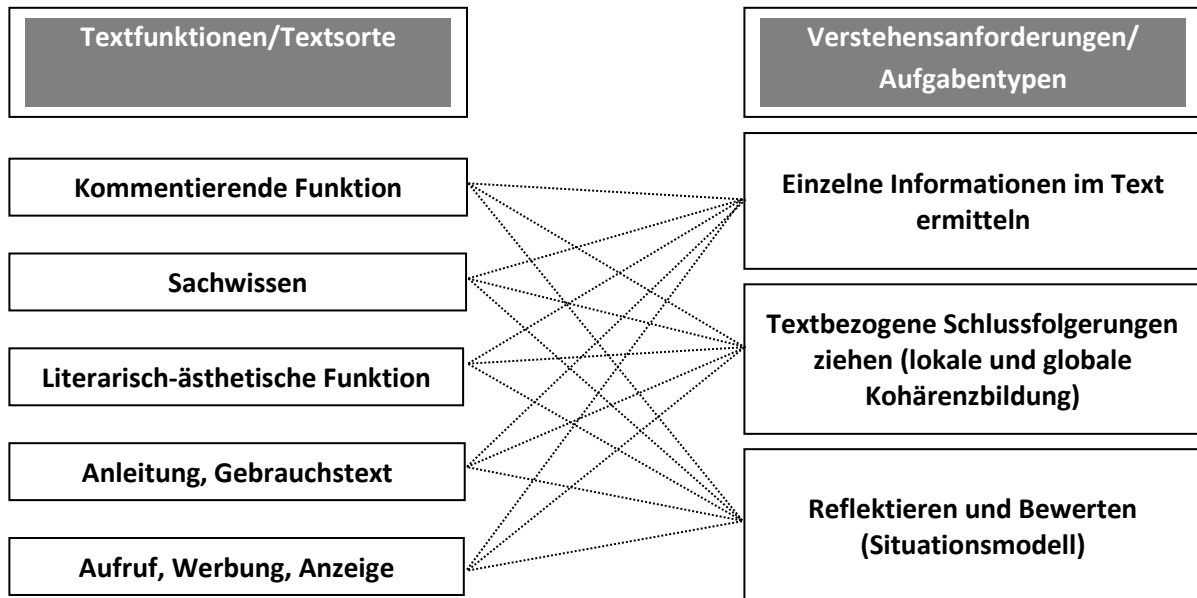 Textfunktionen/Textsorte
Verstehensanforderungen/
Aufgabentypen
Kommentierende Funktion
Sachwissen
Literarisch-ästhetische Funktion
Anleitung, Gebrauchstext
Aufruf, Werbung, Anzeige
Einzelne Informationen im Text
ermitteln
Textbezogene Schlussfolgerungen
ziehen (lokale und globale
Kohärenzbildung)
Reflektieren und Bewerten
(Situationsmodell)